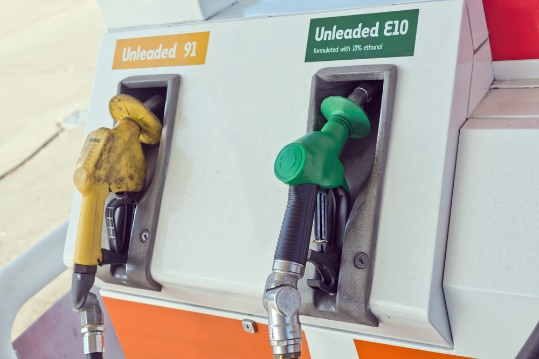 Unleaded 91
Unleaded E10
formulated with 10% ethanol